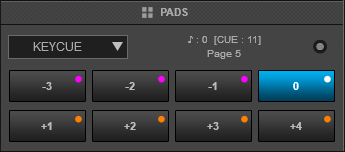 PADS
KEYCUE
♪ : 0 [CUE : 11]
Page 5
-3 -2 -1 0
+1 +2 +3 +4